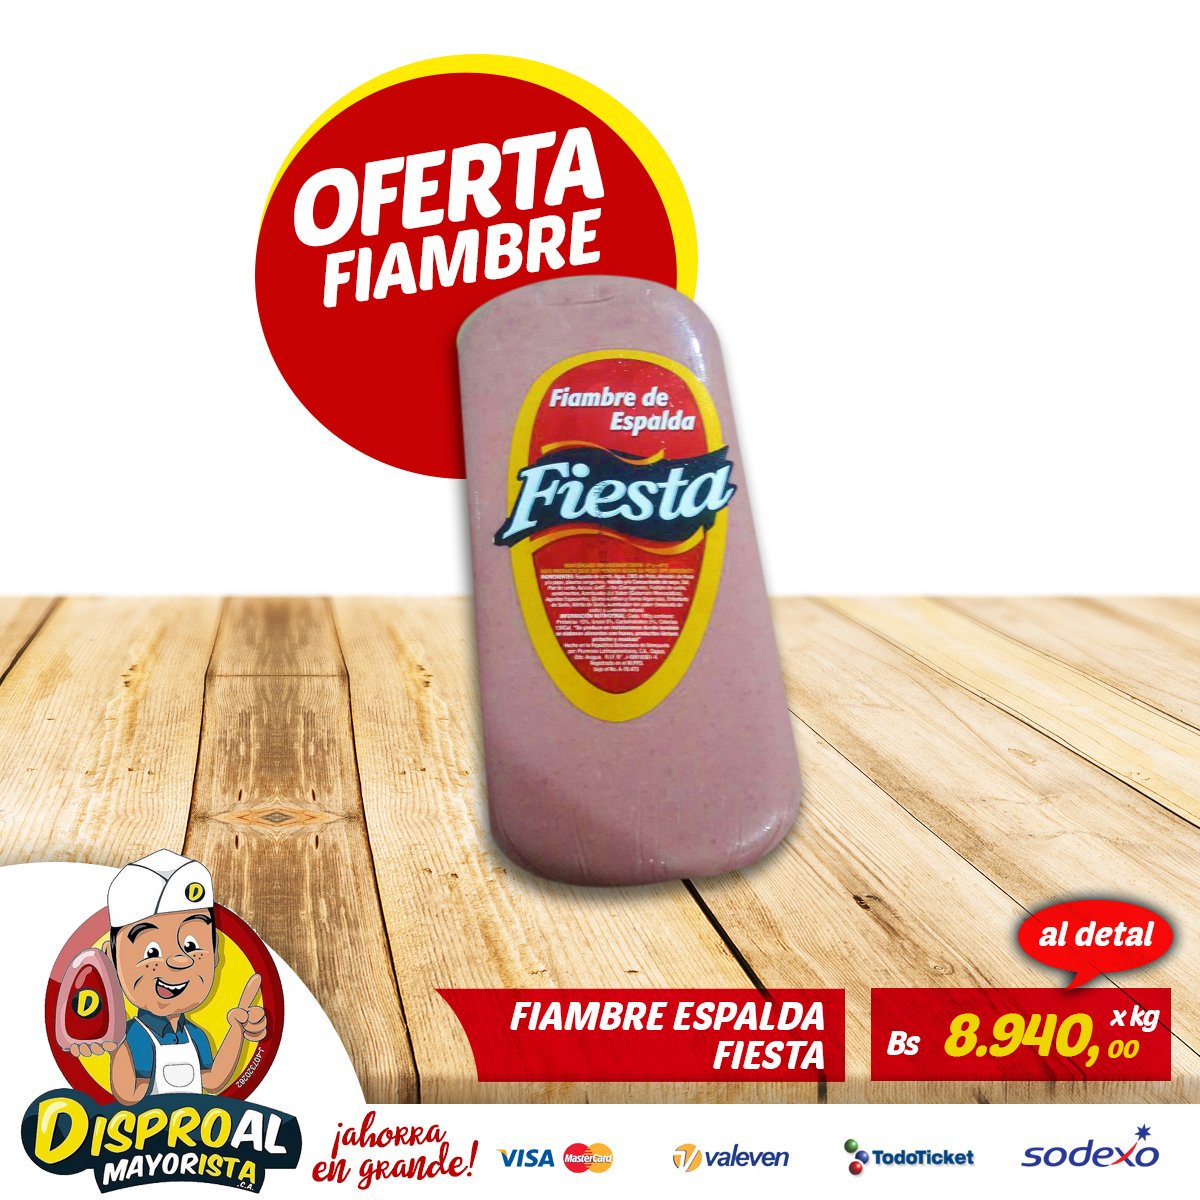 OFERTA
FIAMBRE
Fiambre de
Espalda
Fiesta
FIAMBRE ESPALDA
FIESTA
al detal
Bs 8.940,00 x kg
D
D
J-407320262
DISPROAL
MAYORISTA
C.A.
¡ahorra
en grande!
VISA
MasterCard
valeven
TodoTicket
sodexo